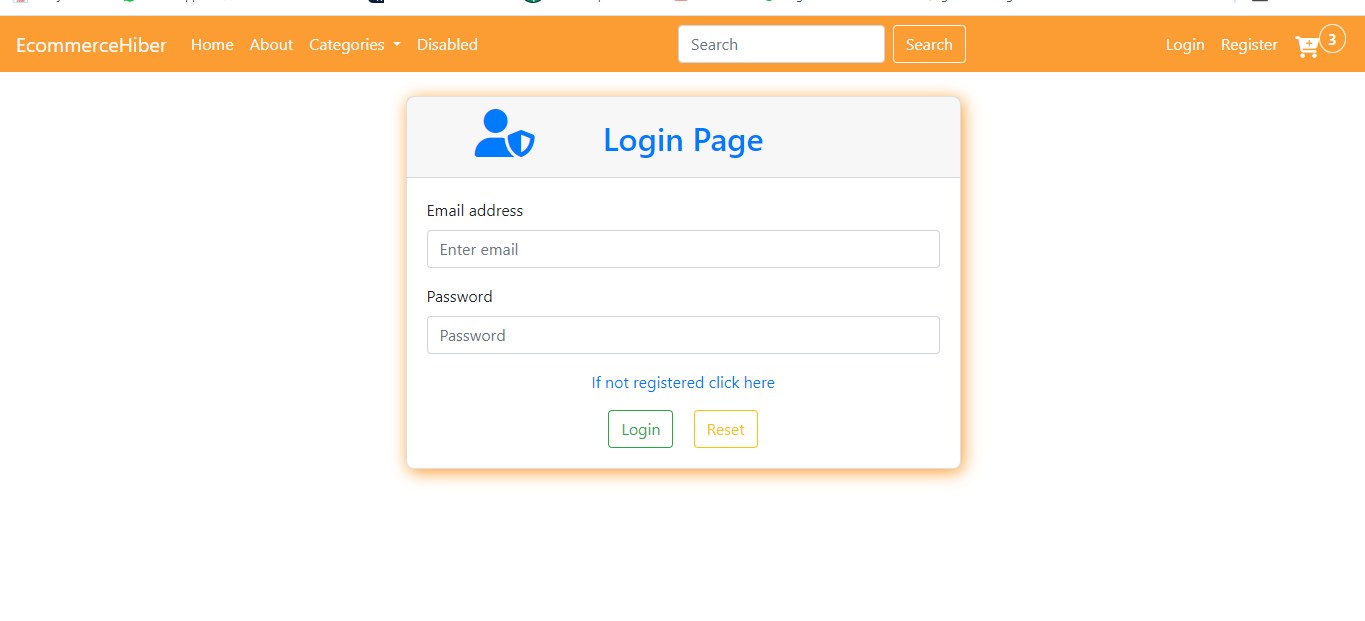 EcommerceHiber Home About Categories Disabled Search Search Login Register 3
Login Page
Email address
Enter email
Password
Password
If not registered click here
Login Reset